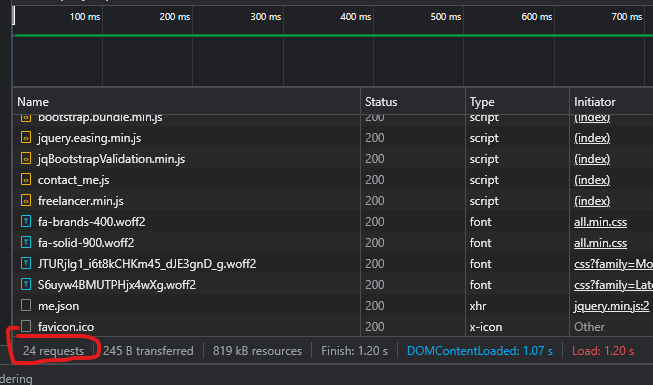 100 ms 200 ms 300 ms 400 ms 500 ms 600 ms 700 ms
Name Status Type Initiator
bootstrap.bundle.min.js 200 script (index)
jquery.easing.min.js 200 script (index)
jqBootstrapValidation.min.js 200 script (index)
contact_me.js 200 script (index)
freelancer.min.js 200 script (index)
fa-brands-400.woff2 200 font all.min.css
fa-solid-900.woff2 200 font all.min.css
JTURjIg1_i6t8kCHKm45_dJE3gnD_g.woff2 200 font css?family=Mo
S6uyw4BMUTPHjx4wXg.woff2 200 font css?family=Late
me.json 200 xhr jquery.min.js:2
favicon.ico 200 x-icon Other
24 requests 245 B transferred 819 kB resources Finish: 1.20 s DOMContentLoaded: 1.07 s Load: 1.20 s
dering